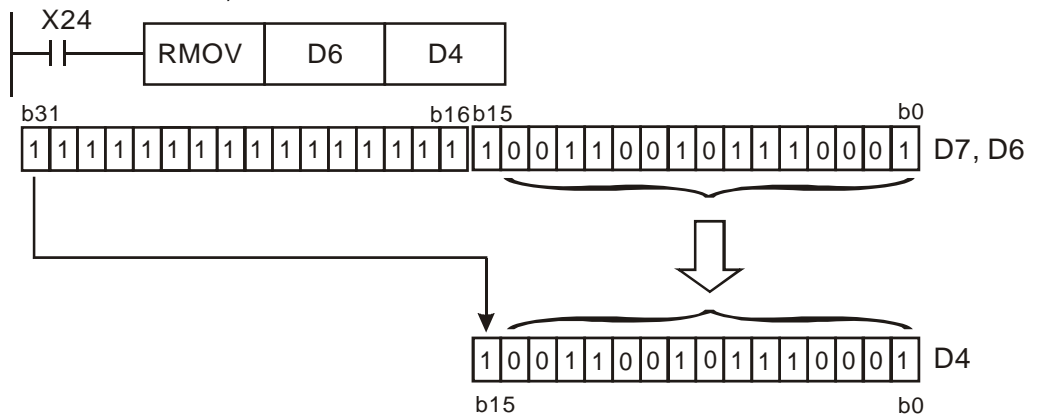 X24
RMOV D6 D4
b31 b16 b15 b0
1 1 1 1 1 1 1 1 1 1 1 1 1 1 1 1 1 0 0 1 1 0 0 1 0 1 1 1 0 0 0 1 D7, D6
1 0 0 1 1 0 0 1 0 1 1 1 0 0 0 1 D4
b15 b0